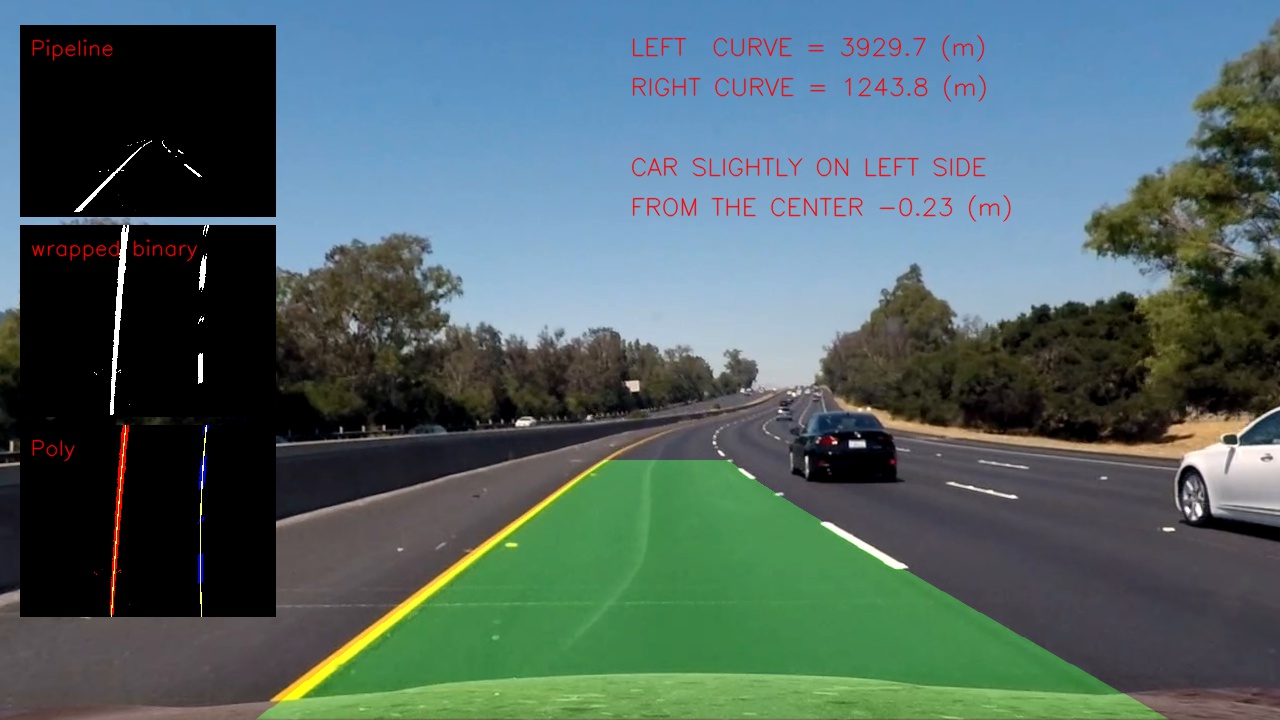 Pipeline
LEFT CURVE = 3929.7 (m)
RIGHT CURVE = 1243.8 (m)
CAR SLIGHTLY ON LEFT SIDE
FROM THE CENTER -0.23 (m)
wrapped binary
Poly